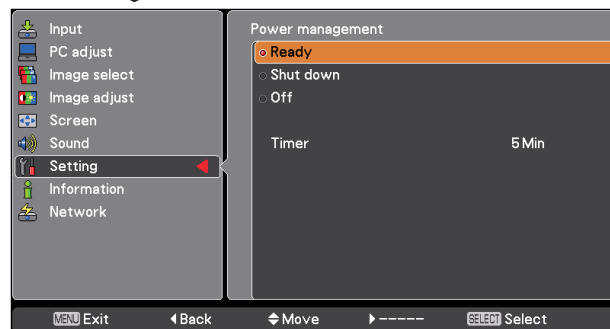 Input
PC adjust
Image select
Image adjust
Screen
Sound
Setting
Information
Network
Power management
Ready
Shut down
Off
Timer 5 Min
MENU Exit Back Move ----- SELECT Select